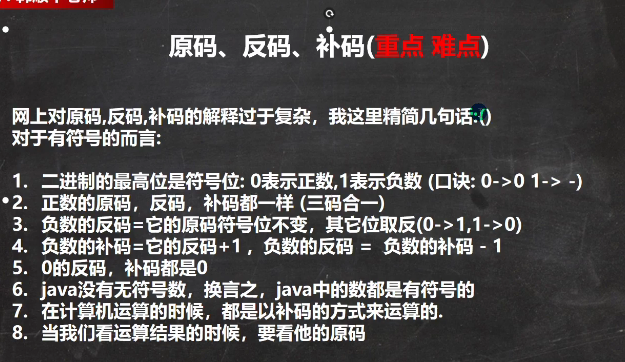 原码、反码、补码(重点 难点)
网上对原码,反码,补码的解释过于复杂，我这里精简几句话:()
对于有符号的而言:
1. 二进制的最高位是符号位: 0表示正数,1表示负数 (口诀: 0->0 1-> -)
2. 正数的原码，反码，补码都一样 (三码合一)
3. 负数的反码=它的原码符号位不变，其它位取反(0->1,1->0)
4. 负数的补码=它的反码+1，负数的反码 = 负数的补码 - 1
5. 0的反码，补码都是0
6. java没有无符号数，换言之，java中的数都是有符号的
7. 在计算机运算的时候，都是以补码的方式来运算的.
8. 当我们看运算结果的时候，要看他的原码